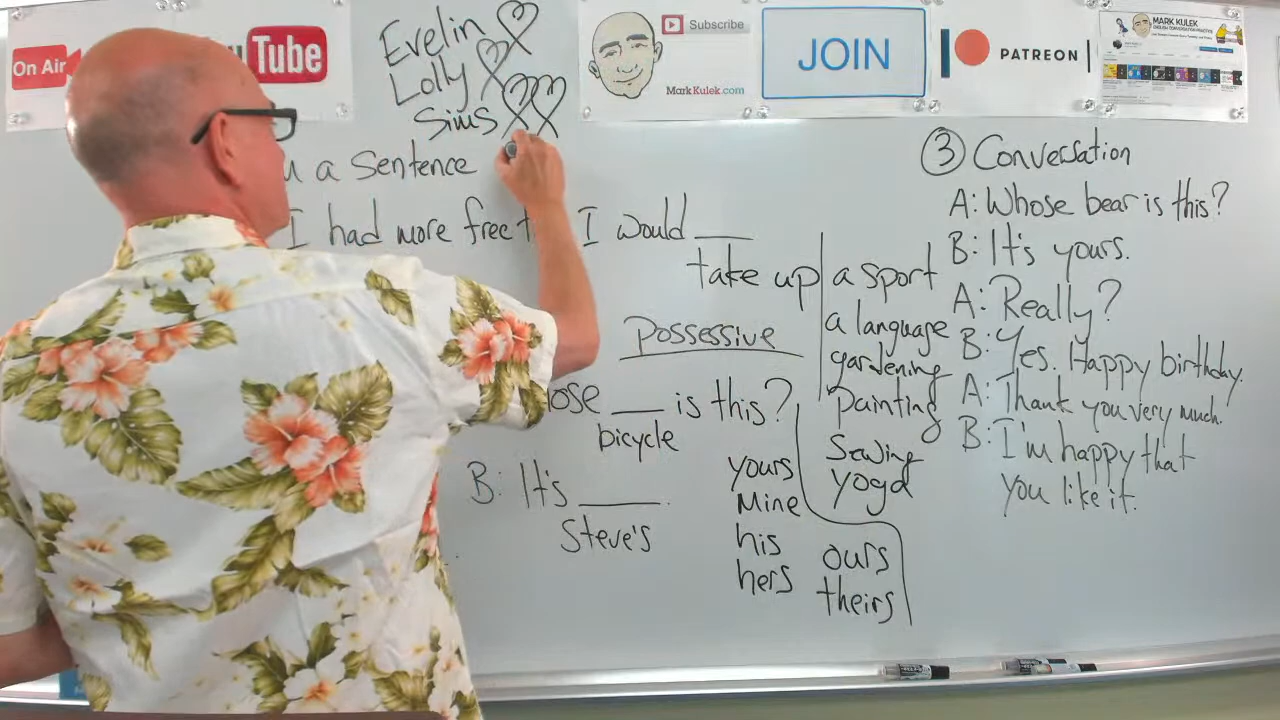 On Air
Tube
Evelin
Lolly
Sims
Subscribe
MarkKulek.com
JOIN
PATREON
MARK KULEK
a Sentence
I had more free I would ___
take up
a sport
a language
gardening
painting
Sewing
yoga
Possessive
___ is this?
bicycle
B: It's ___.
Steve's
yours
Mine
his
hers
ours
theirs
③ Conversation
A: Whose bear is this?
B: It's yours.
A: Really?
B: Yes. Happy birthday.
A: Thank you very much.
B: I'm happy that
you like it.